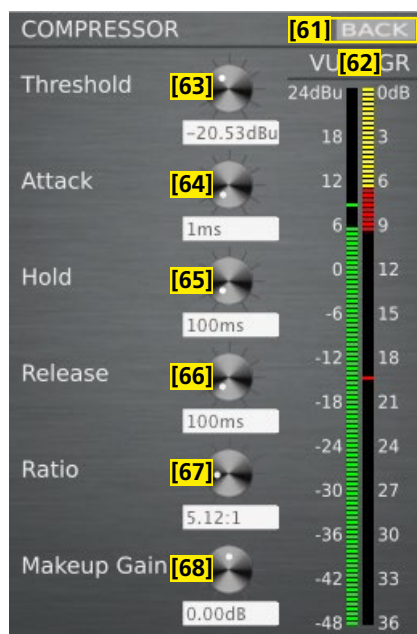 COMPRESSOR [61] BACK
VU [62] GR
Threshold [63] 24dBu 0dB
-20.53dBu 18 3
Attack [64] 12 6
1ms 6 9
Hold [65] 0 12
100ms -6 15
Release [66] -12 18
100ms -18 21
Ratio [67] -24 24
5.12:1 -30 27
Makeup Gain [68] -36 30
-42 33
0.00dB -48 36